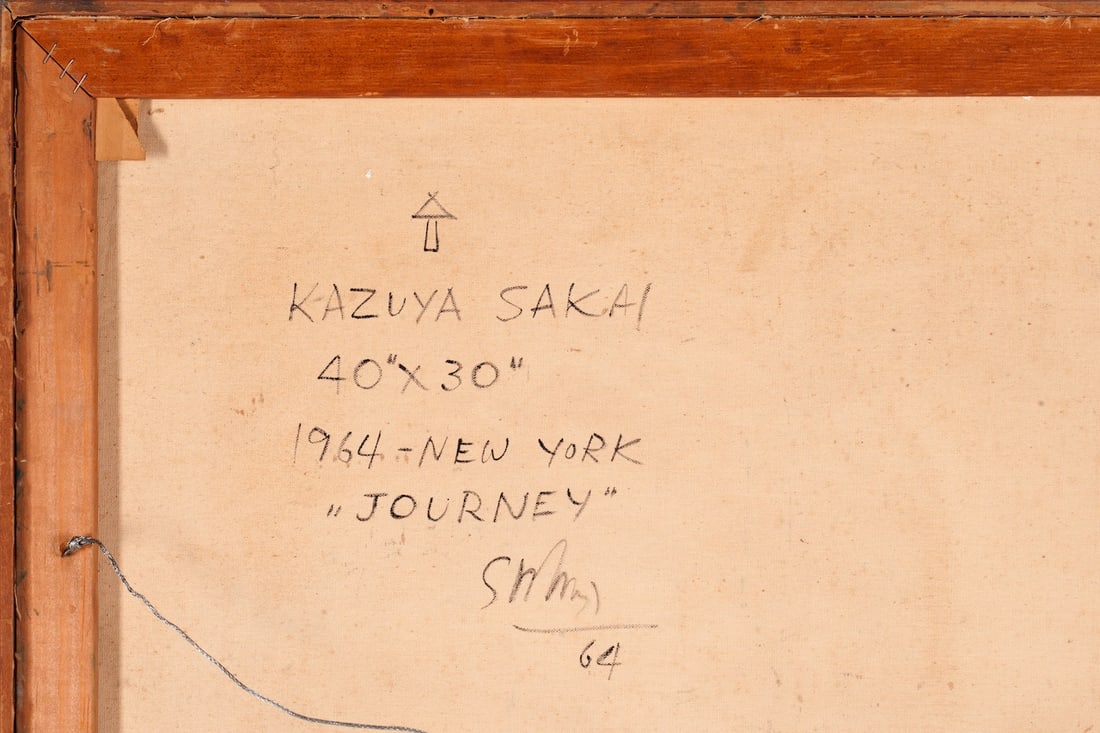 KAZUYA SAKAI
40"X30"
1964-NEW YORK
"JOURNEY"
64